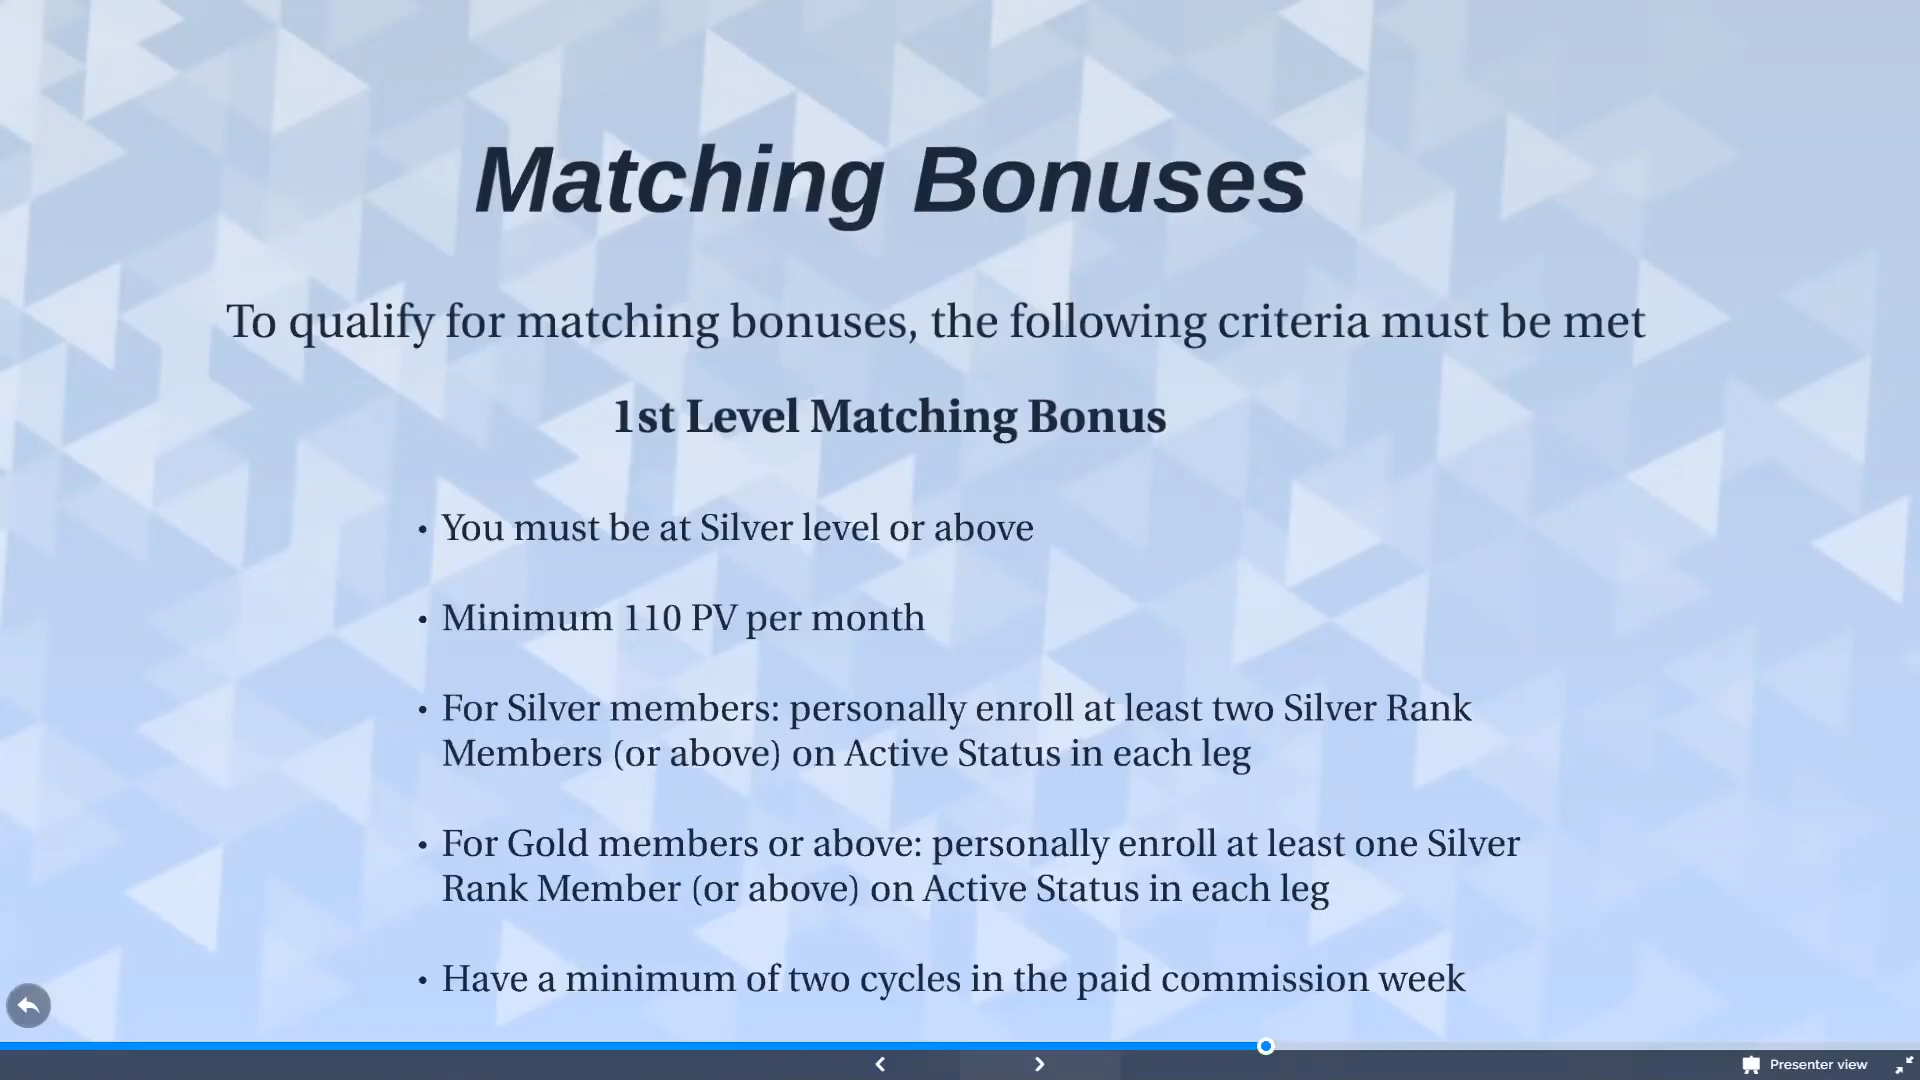 Matching Bonuses
To qualify for matching bonuses, the following criteria must be met
1st Level Matching Bonus
• You must be at Silver level or above
• Minimum 110 PV per month
• For Silver members: personally enroll at least two Silver Rank
Members (or above) on Active Status in each leg
• For Gold members or above: personally enroll at least one Silver
Rank Member (or above) on Active Status in each leg
• Have a minimum of two cycles in the paid commission week
Presenter view